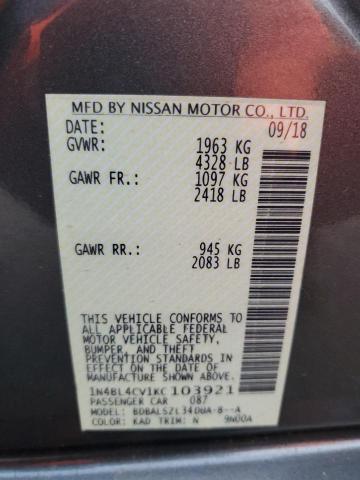 MFD BY NISSAN MOTOR CO., LTD.
DATE: 09/18
GVWR: 1963 KG
4328 LB
GAWR FR.: 1097 KG
2418 LB
GAWR RR.: 945 KG
2083 LB
THIS VEHICLE CONFORMS TO
ALL APPLICABLE FEDERAL
MOTOR VEHICLE SAFETY,
BUMPER, AND THEFT
PREVENTION STANDARDS IN
EFFECT ON THE DATE OF
MANUFACTURE SHOWN ABOVE.
1N4BL4CV1KC103921
PASSENGER CAR 087
MODEL: BDBALSZL34DUA-8--A
COLOR: KAD TRIM: N 9N00A